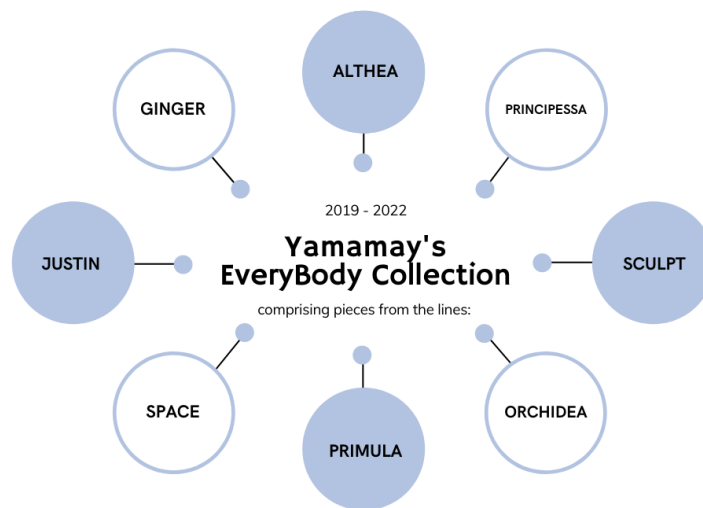 ALTHEA
GINGER
PRINCIPESSA
2019 - 2022
Yamamay's
EveryBody Collection
comprising pieces from the lines:
JUSTIN
SCULPT
SPACE
ORCHIDEA
PRIMULA